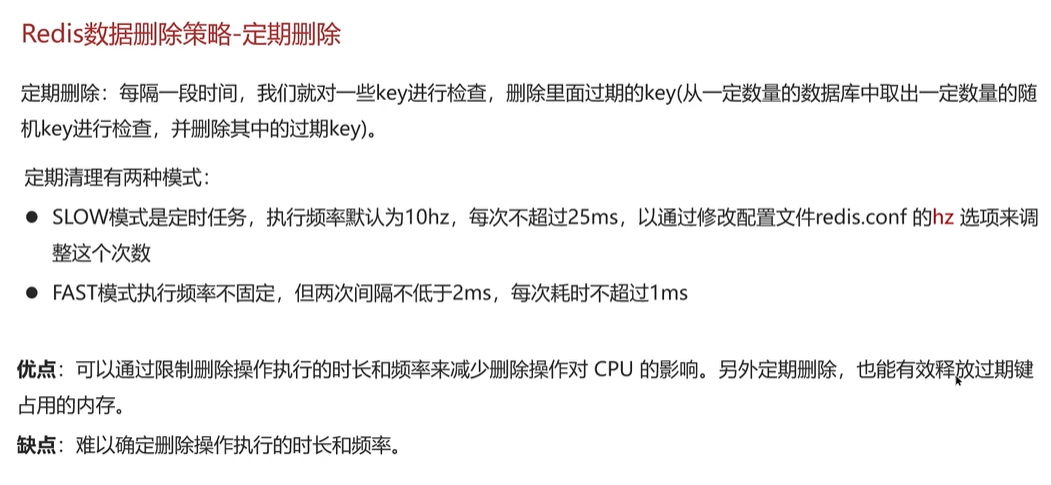 Redis数据删除策略-定期删除
定期删除：每隔一段时间，我们就对一些key进行检查，删除里面过期的key(从一定数量的数据库中取出一定数量的随
机key进行检查，并删除其中的过期key)。
定期清理有两种模式：
● SLOW模式是定时任务，执行频率默认为10hz，每次不超过25ms，以通过修改配置文件redis.conf 的hz 选项来调
整这个次数
● FAST模式执行频率不固定，但两次间隔不低于2ms，每次耗时不超过1ms
优点：可以通过限制删除操作执行的时长和频率来减少删除操作对 CPU 的影响。另外定期删除，也能有效释放过期键
占用的内存。
缺点：难以确定删除操作执行的时长和频率。